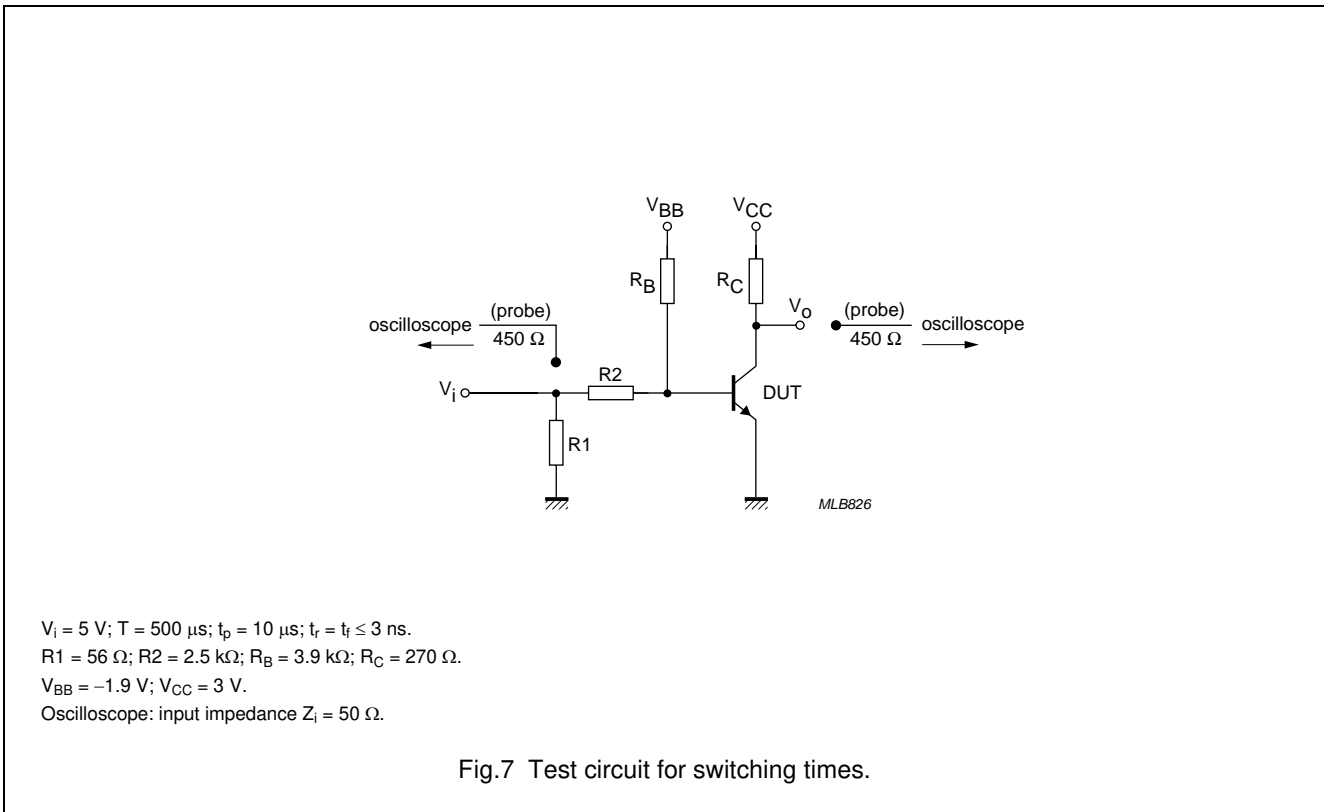 VBB VCC
RB RC
Vo
(probe) (probe)
oscilloscope oscilloscope
450 Ω 450 Ω
R2
Vi DUT
R1
MLB826
Vi = 5 V; T = 500 μs; tp = 10 μs; tr = tf ≤ 3 ns.
R1 = 56 Ω; R2 = 2.5 kΩ; RB = 3.9 kΩ; RC = 270 Ω.
VBB = −1.9 V; VCC = 3 V.
Oscilloscope: input impedance Zi = 50 Ω.
Fig.7 Test circuit for switching times.